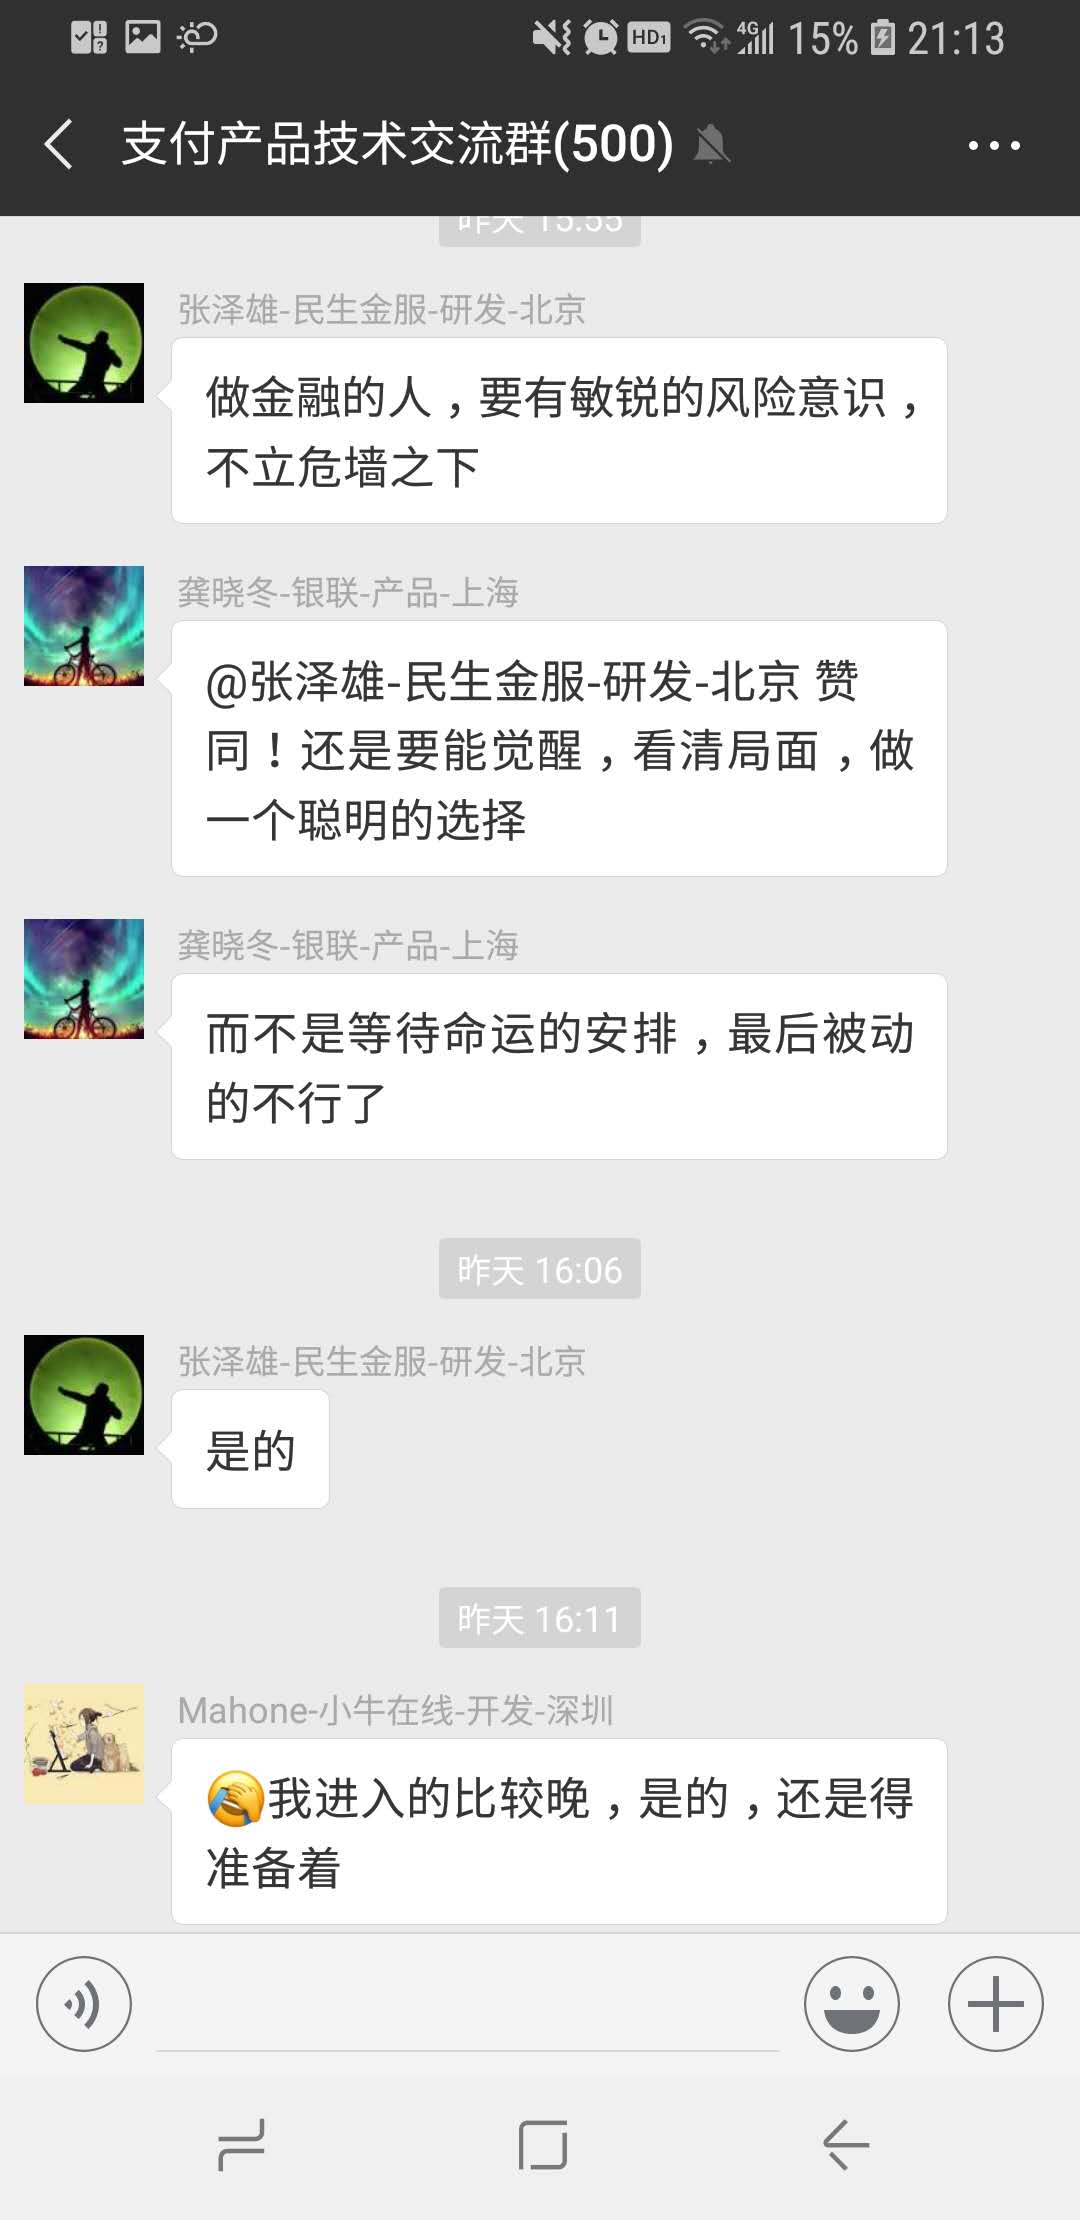 HD1 4G 15% 21:13
支付产品技术交流群(500)
昨天 15:55
张泽雄-民生金服-研发-北京
做金融的人，要有敏锐的风险意识，
不立危墙之下
龚晓冬-银联-产品-上海
@张泽雄-民生金服-研发-北京 赞
同！还是要能觉醒，看清局面，做
一个聪明的选择
龚晓冬-银联-产品-上海
而不是等待命运的安排，最后被动
的不行了
昨天 16:06
张泽雄-民生金服-研发-北京
是的
昨天 16:11
Mahone-小牛在线-开发-深圳
🤦我进入的比较晚，是的，还是得
准备着